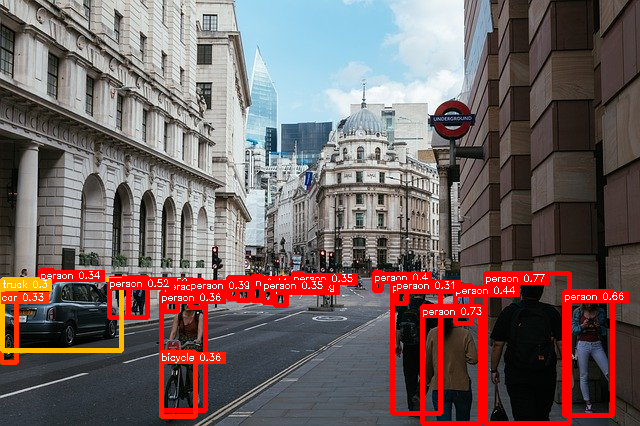 UNDERGROUND
person 0.34
person 0.52
person 0.39
person 0.35
person 0.35
person 0.4
person 0.31
person 0.44
person 0.77
truck 0.3
car 0.33
person 0.36
person 0.73
person 0.66
bicycle 0.36